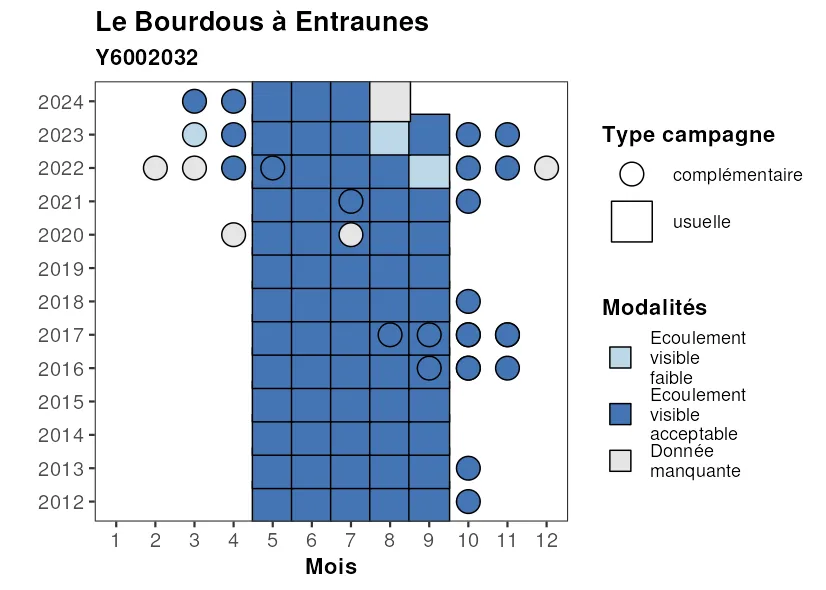 Le Bourdous à Entraunes
Y6002032
2024
2023
2022
2021
2020
2019
2018
2017
2016
2015
2014
2013
2012
1 2 3 4 5 6 7 8 9 10 11 12
Mois
Type campagne
complémentaire
usuelle
Modalités
Ecoulement
visible
faible
Ecoulement
visible
acceptable
Donnée
manquante